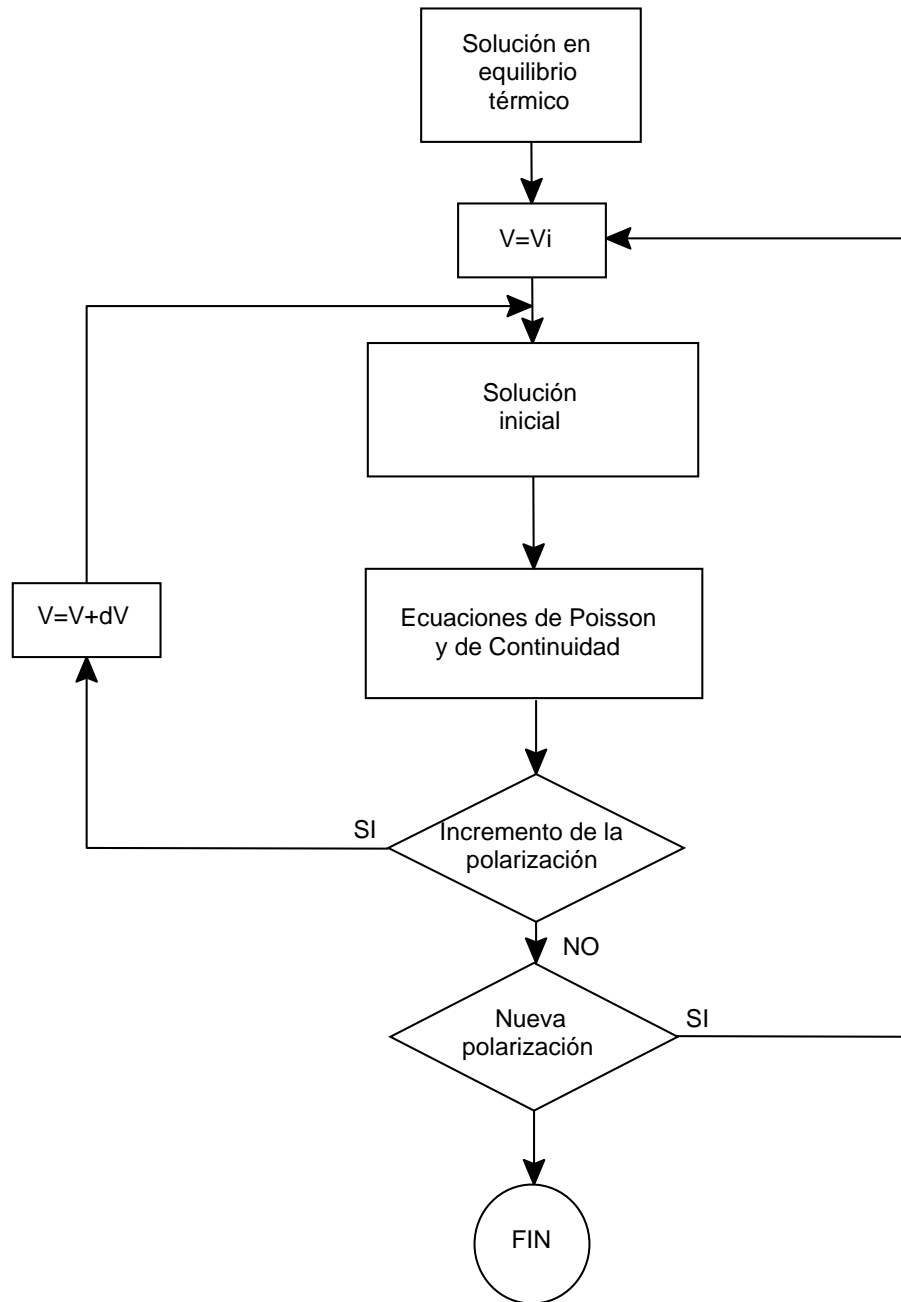 Solución en
equilibrio
térmico
V=Vi
Solución
inicial
Ecuaciones de Poisson
y de Continuidad
V=V+dV
SI
Incremento de la
polarización
NO
Nueva
polarización
SI
FIN